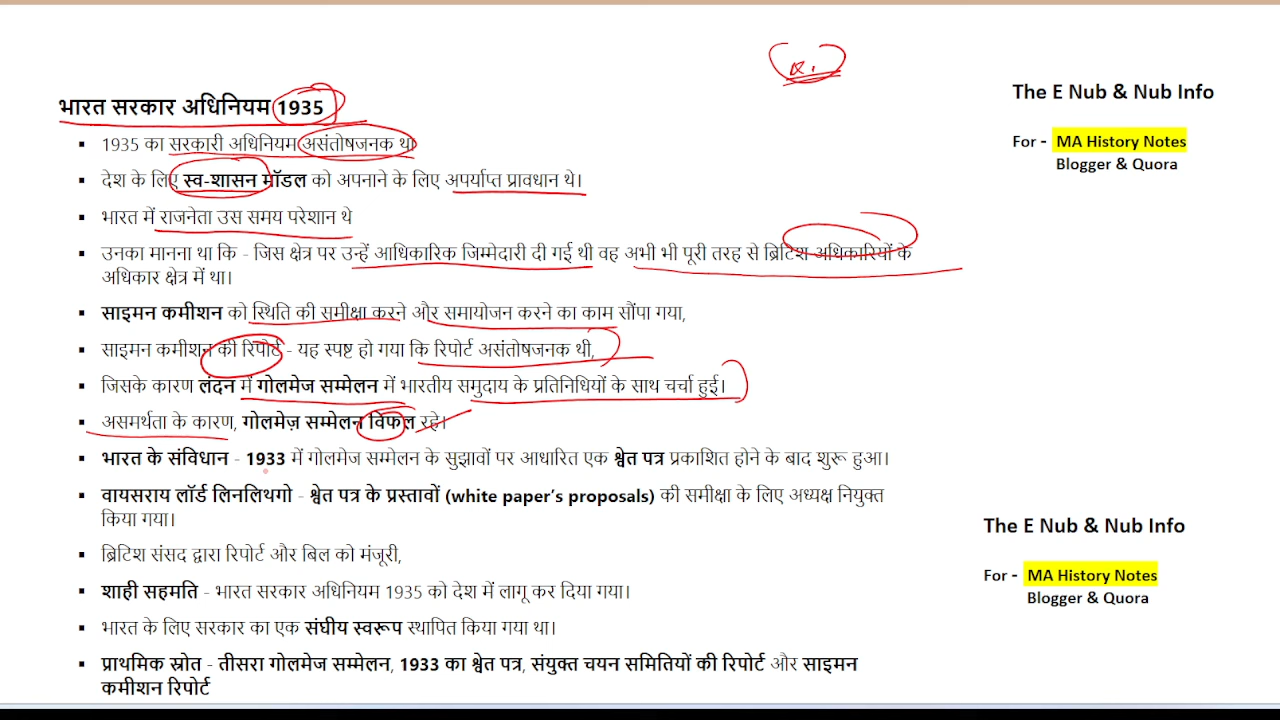 भारत सरकार अधिनियम 1935
▪ 1935 का सरकारी अधिनियम असंतोषजनक था
▪ देश के लिए स्व-शासन मॉडल को अपनाने के लिए अपर्याप्त प्रावधान थे।
▪ भारत में राजनेता उस समय परेशान थे
▪ उनका मानना था कि - जिस क्षेत्र पर उन्हें आधिकारिक जिम्मेदारी दी गई थी वह अभी भी पूरी तरह से ब्रिटिश अधिकारियों के
अधिकार क्षेत्र में था।
▪ साइमन कमीशन को स्थिति की समीक्षा करने और समायोजन करने का काम सौंपा गया,
▪ साइमन कमीशन की रिपोर्ट - यह स्पष्ट हो गया कि रिपोर्ट असंतोषजनक थी,
▪ जिसके कारण लंदन में गोलमेज सम्मेलन में भारतीय समुदाय के प्रतिनिधियों के साथ चर्चा हुई।
▪ असमर्थता के कारण, गोलमेज़ सम्मेलन विफल रहे।
▪ भारत के संविधान - 1933 में गोलमेज सम्मेलन के सुझावों पर आधारित एक श्वेत पत्र प्रकाशित होने के बाद शुरू हुआ।
▪ वायसराय लॉर्ड लिनलिथगो - श्वेत पत्र के प्रस्तावों (white paper's proposals) की समीक्षा के लिए अध्यक्ष नियुक्त
किया गया।
▪ ब्रिटिश संसद द्वारा रिपोर्ट और बिल को मंजूरी,
▪ शाही सहमति - भारत सरकार अधिनियम 1935 को देश में लागू कर दिया गया।
▪ भारत के लिए सरकार का एक संघीय स्वरूप स्थापित किया गया था।
▪ प्राथमिक स्रोत - तीसरा गोलमेज सम्मेलन, 1933 का श्वेत पत्र, संयुक्त चयन समितियों की रिपोर्ट और साइमन
कमीशन रिपोर्ट
The E Nub & Nub Info
For - MA History Notes
Blogger & Quora
The E Nub & Nub Info
For - MA History Notes
Blogger & Quora